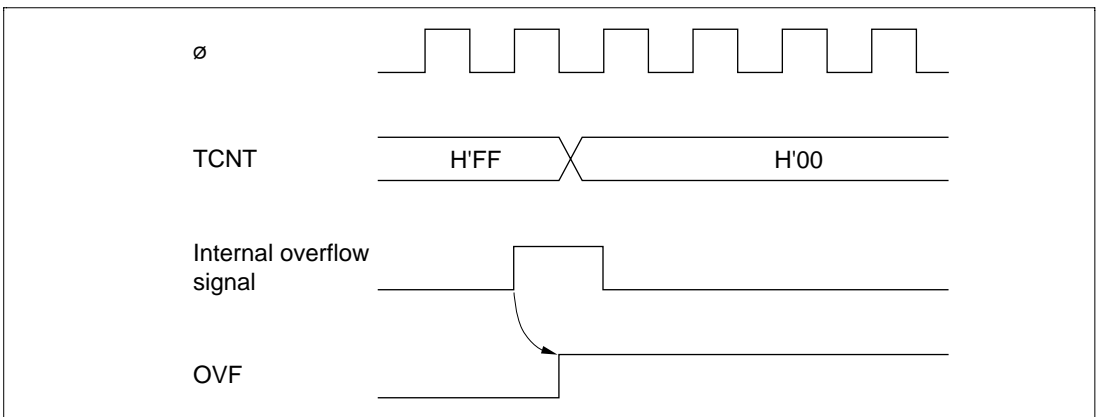 ø
TCNT
H'FF
H'00
Internal overflow
signal
OVF